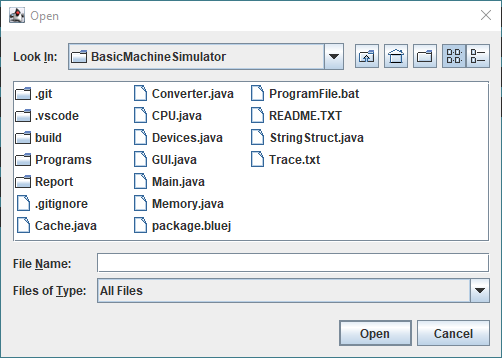 Open
Look In: BasicMachineSimulator
.git
.vscode
build
Programs
Report
.gitignore
Cache.java
Converter.java
CPU.java
Devices.java
GUI.java
Main.java
Memory.java
package.bluej
ProgramFile.bat
README.TXT
StringStruct.java
Trace.txt
File Name:
Files of Type: All Files
Open Cancel